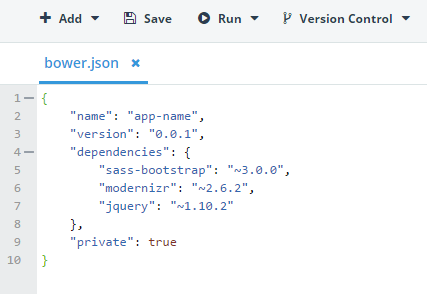 Add Save Run Version Control
bower.json ×
1 {
2     "name": "app-name",
3     "version": "0.0.1",
4     "dependencies": {
5         "sass-bootstrap": "~3.0.0",
6         "modernizr": "~2.6.2",
7         "jquery": "~1.10.2"
8     },
9     "private": true
10 }